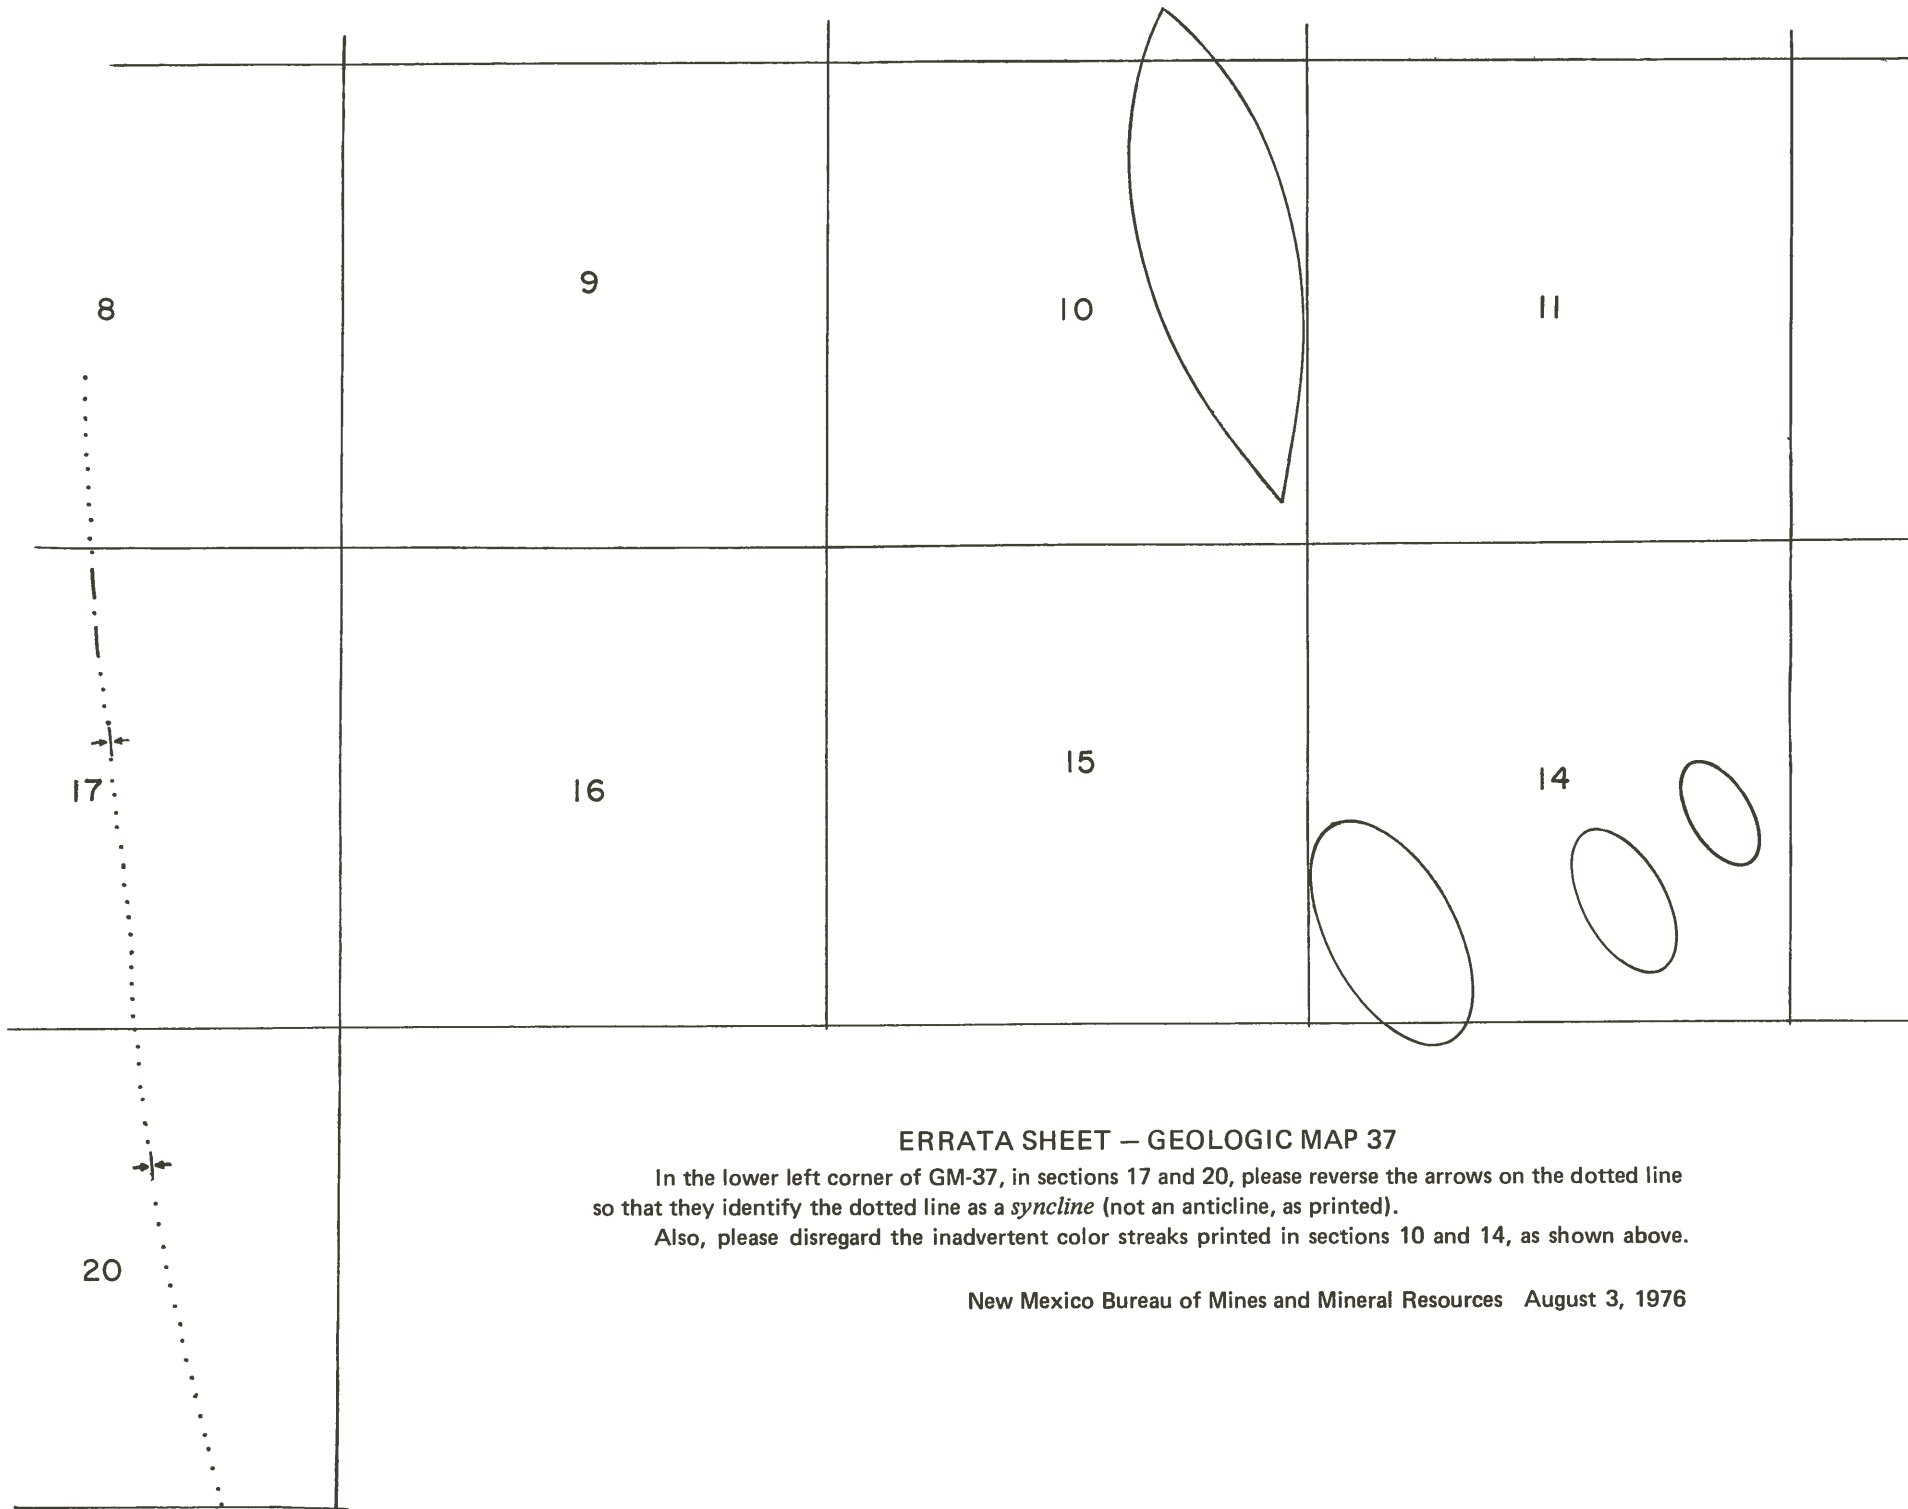 8
9
10
11
17
16
15
14
20
ERRATA SHEET — GEOLOGIC MAP 37
In the lower left corner of GM-37, in sections 17 and 20, please reverse the arrows on the dotted line
so that they identify the dotted line as a syncline (not an anticline, as printed).
Also, please disregard the inadvertent color streaks printed in sections 10 and 14, as shown above.
New Mexico Bureau of Mines and Mineral Resources August 3, 1976